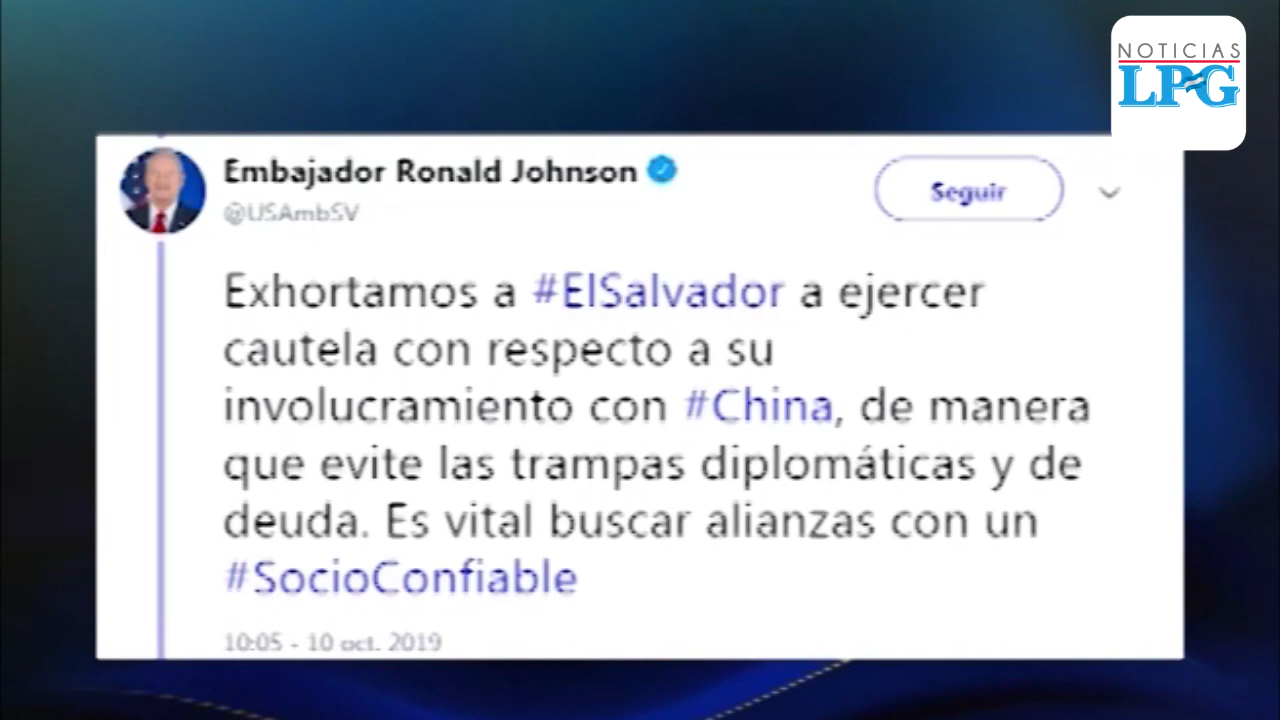 NOTICIAS
LPG
Embajador Ronald Johnson
@USAmbSV
Seguir
Exhortamos a #ElSalvador a ejercer
cautela con respecto a su
involucramiento con #China, de manera
que evite las trampas diplomáticas y de
deuda. Es vital buscar alianzas con un
#SocioConfiable
10:05 - 10 oct. 2019